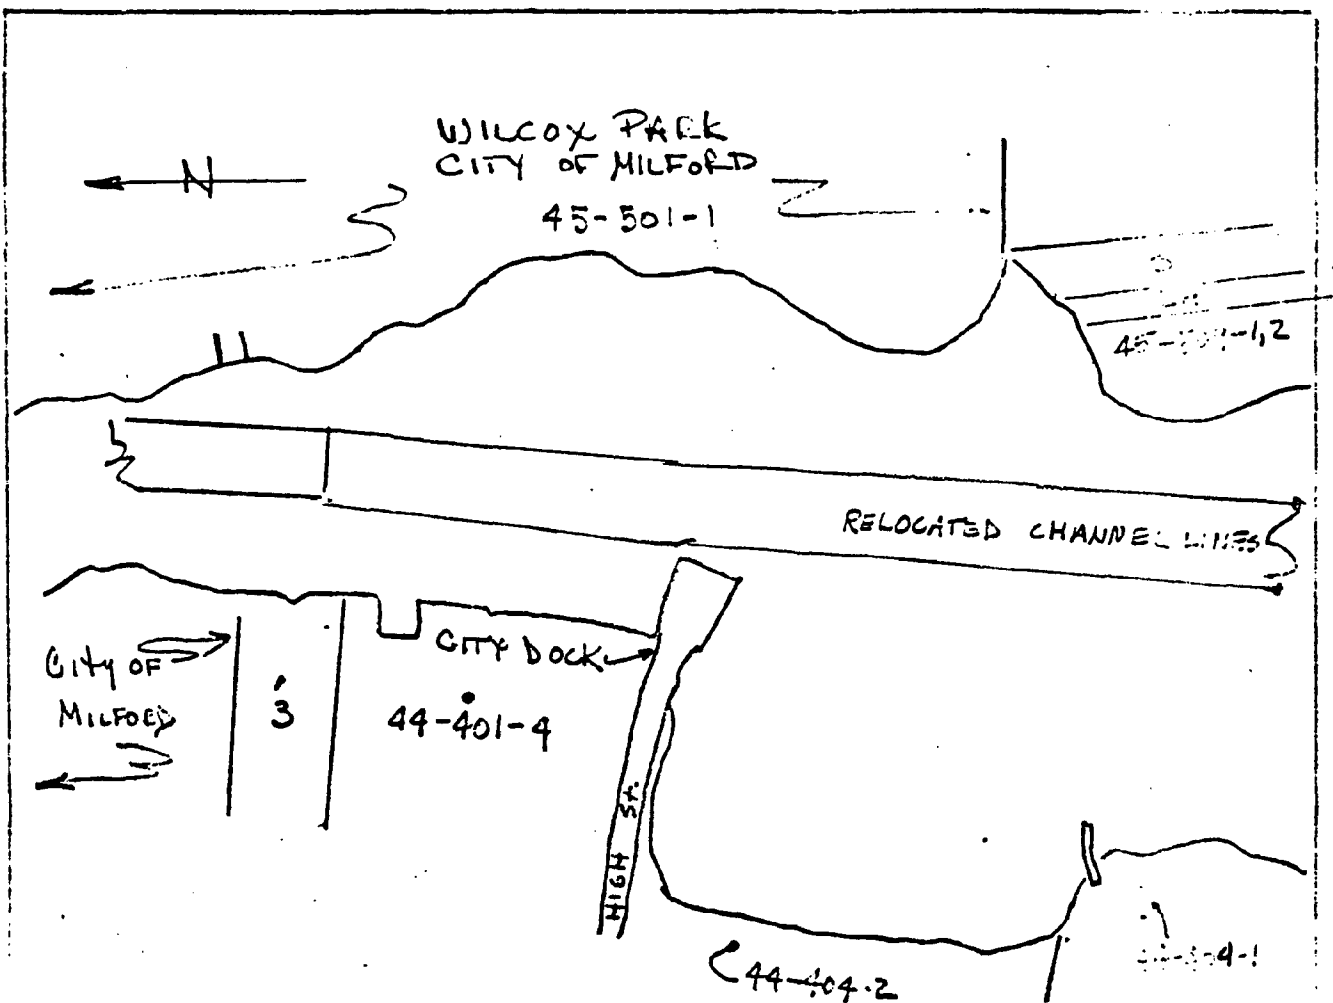 WILCOX PARK
CITY OF MILFORD
N
45-501-1
RELOCATED CHANNEL LINES
CITY DOCK
CITY OF
MILFORD
3
44-401-4
HIGH St.
44-404-2